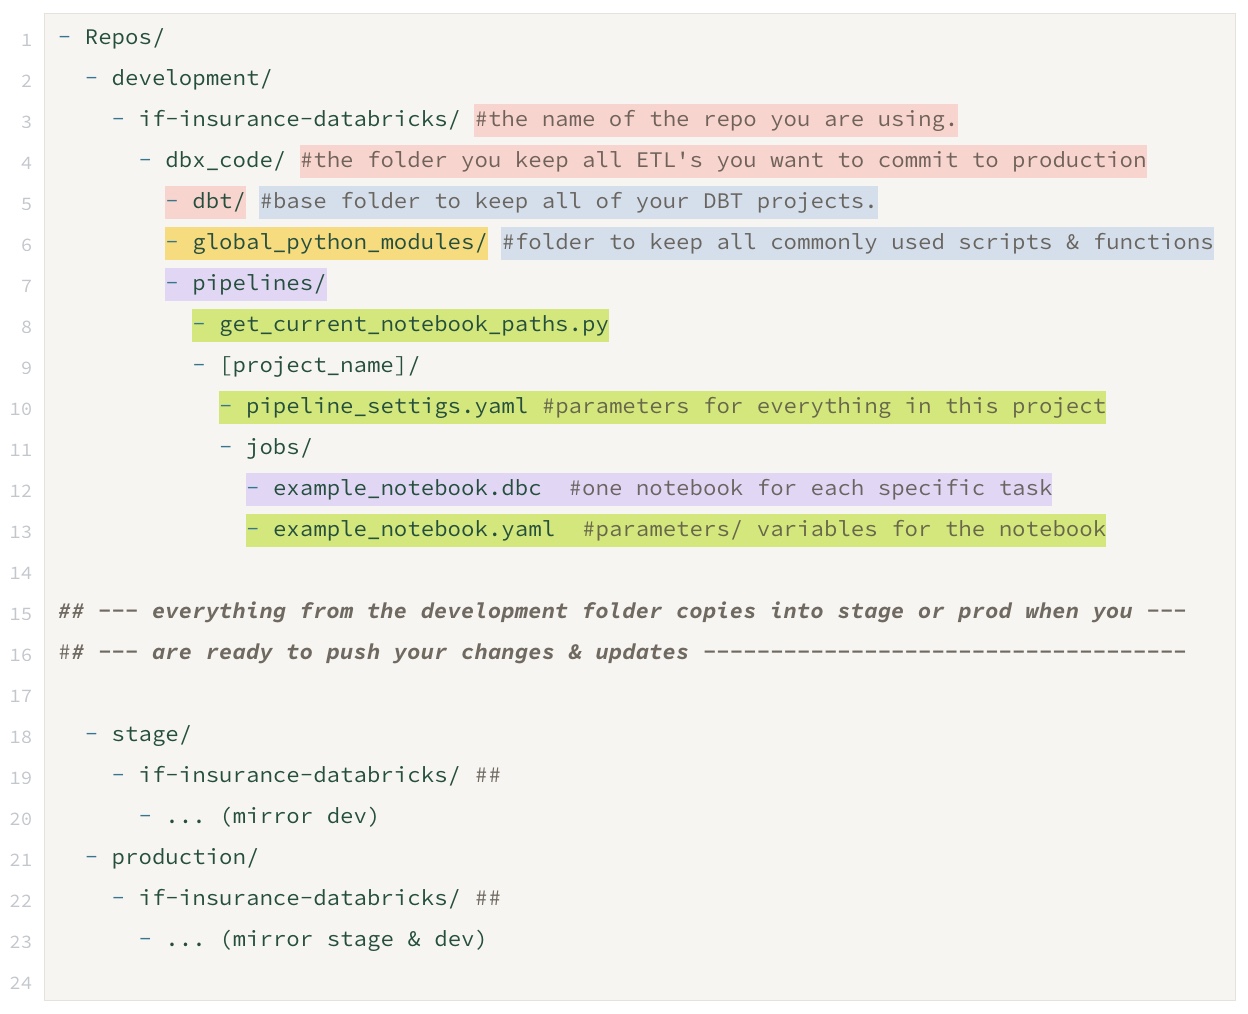 1 - Repos/
2 - development/
3 - if-insurance-databricks/ #the name of the repo you are using.
4 - dbx_code/ #the folder you keep all ETL's you want to commit to production
5 - dbt/ #base folder to keep all of your DBT projects.
6 - global_python_modules/ #folder to keep all commonly used scripts & functions
7 - pipelines/
8 - get_current_notebook_paths.py
9 - [project_name]/
10 - pipeline_settigs.yaml #parameters for everything in this project
11 - jobs/
12 - example_notebook.dbc  #one notebook for each specific task
13 - example_notebook.yaml  #parameters/ variables for the notebook
14
15 ## --- everything from the development folder copies into stage or prod when you ---
16 ## --- are ready to push your changes & updates ------------------------------------
17
18 - stage/
19 - if-insurance-databricks/ ##
20 - ... (mirror dev)
21 - production/
22 - if-insurance-databricks/ ##
23 - ... (mirror stage & dev)
24